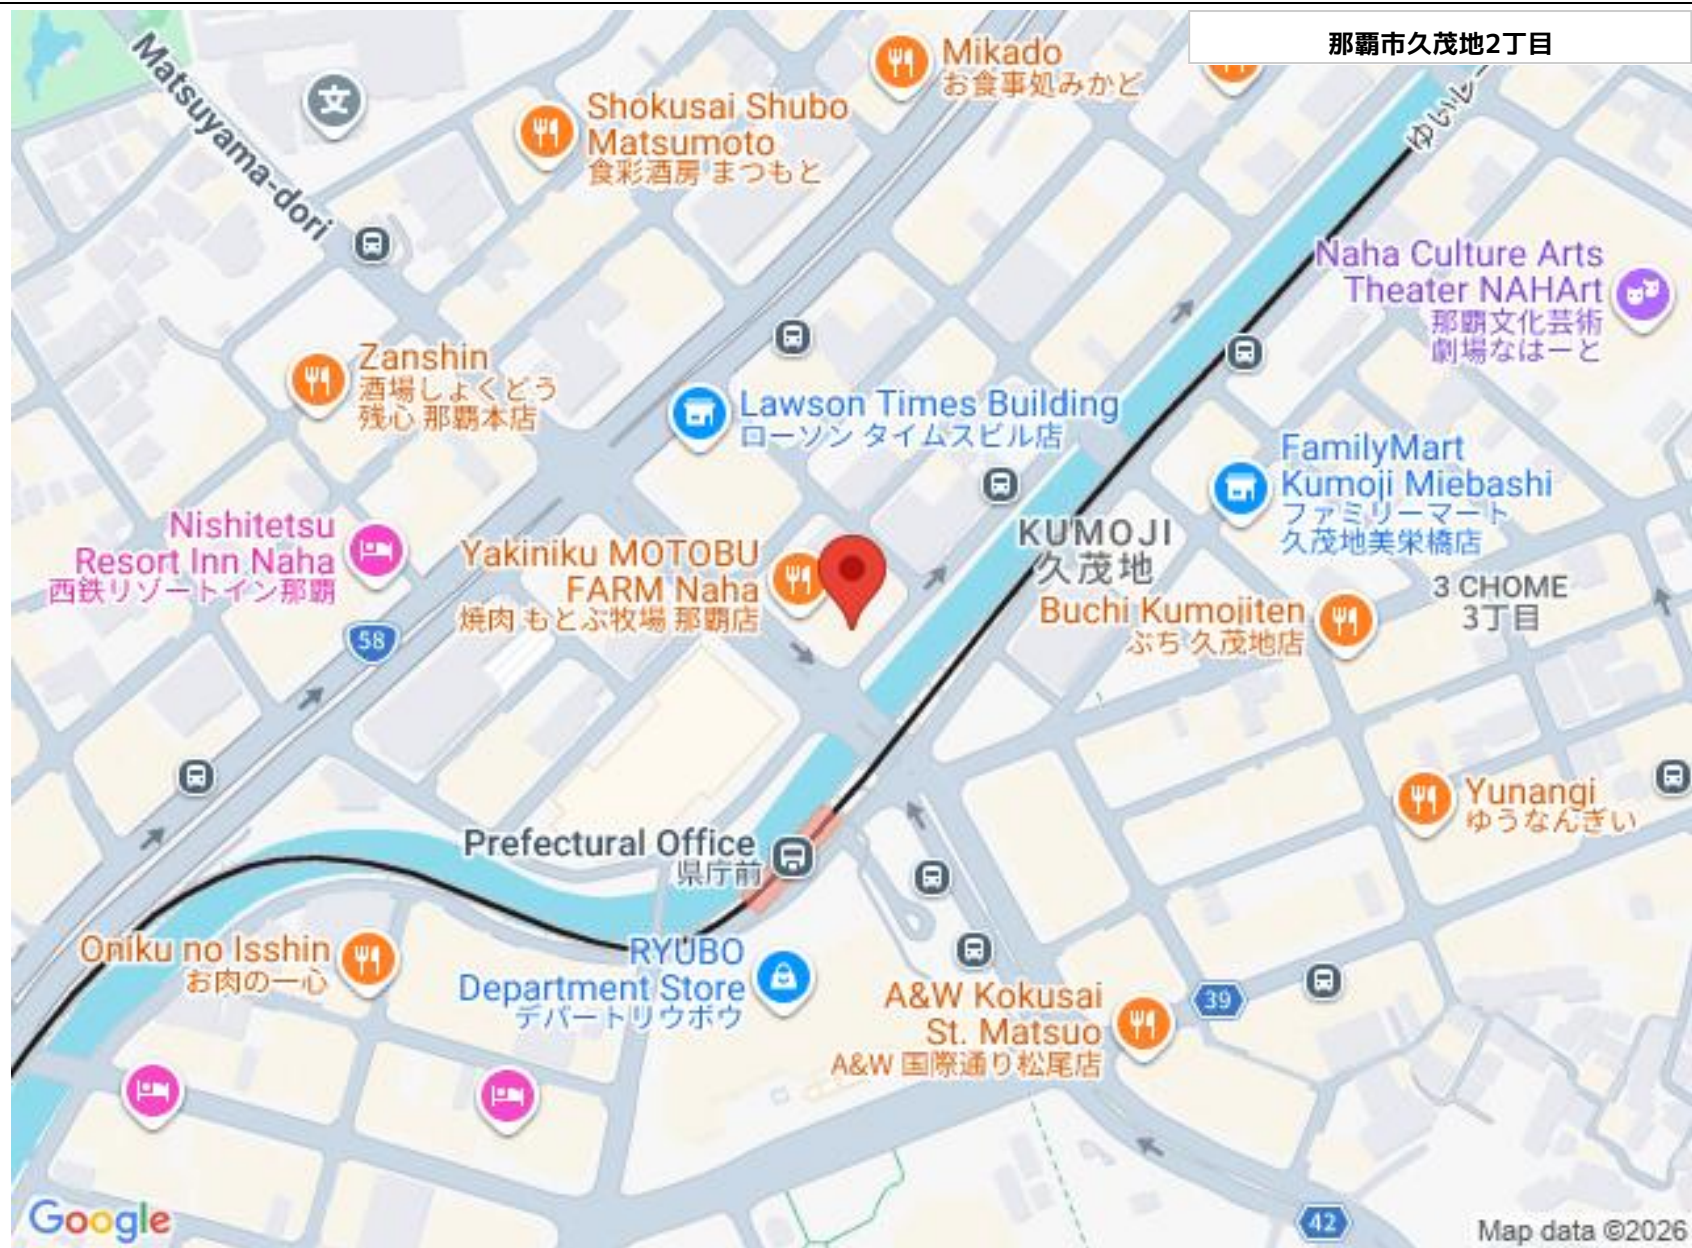 那覇市久茂地2丁目
Mikado
お食事処みかど
Matsuyama-dori
文
Shokusai Shubo
Matsumoto
食彩酒房 まつもと
ゆいレー
Naha Culture Arts
Theater NAHArt
那覇文化芸術
劇場なはーと
Zanshin
酒場しょくどう
残心 那覇本店
Lawson Times Building
ローソン タイムスビル店
FamilyMart
Kumoji Miebashi
ファミリーマート
久茂地美栄橋店
Nishitetsu
Resort Inn Naha
西鉄リゾートイン那覇
Yakiniku MOTOBU
FARM Naha
焼肉 もとぶ牧場 那覇店
KUMOJI
久茂地
3 CHOME
3丁目
Buchi Kumojiten
ぶち 久茂地店
58
Yunangi
ゆうなんぎい
Prefectural Office
県庁前
Oniku no Isshin
お肉の一心
RYUBO
Department Store
デパートリウボウ
A&W Kokusai
St. Matsuo
A&W 国際通り松尾店
39
42
Google
Map data ©2026